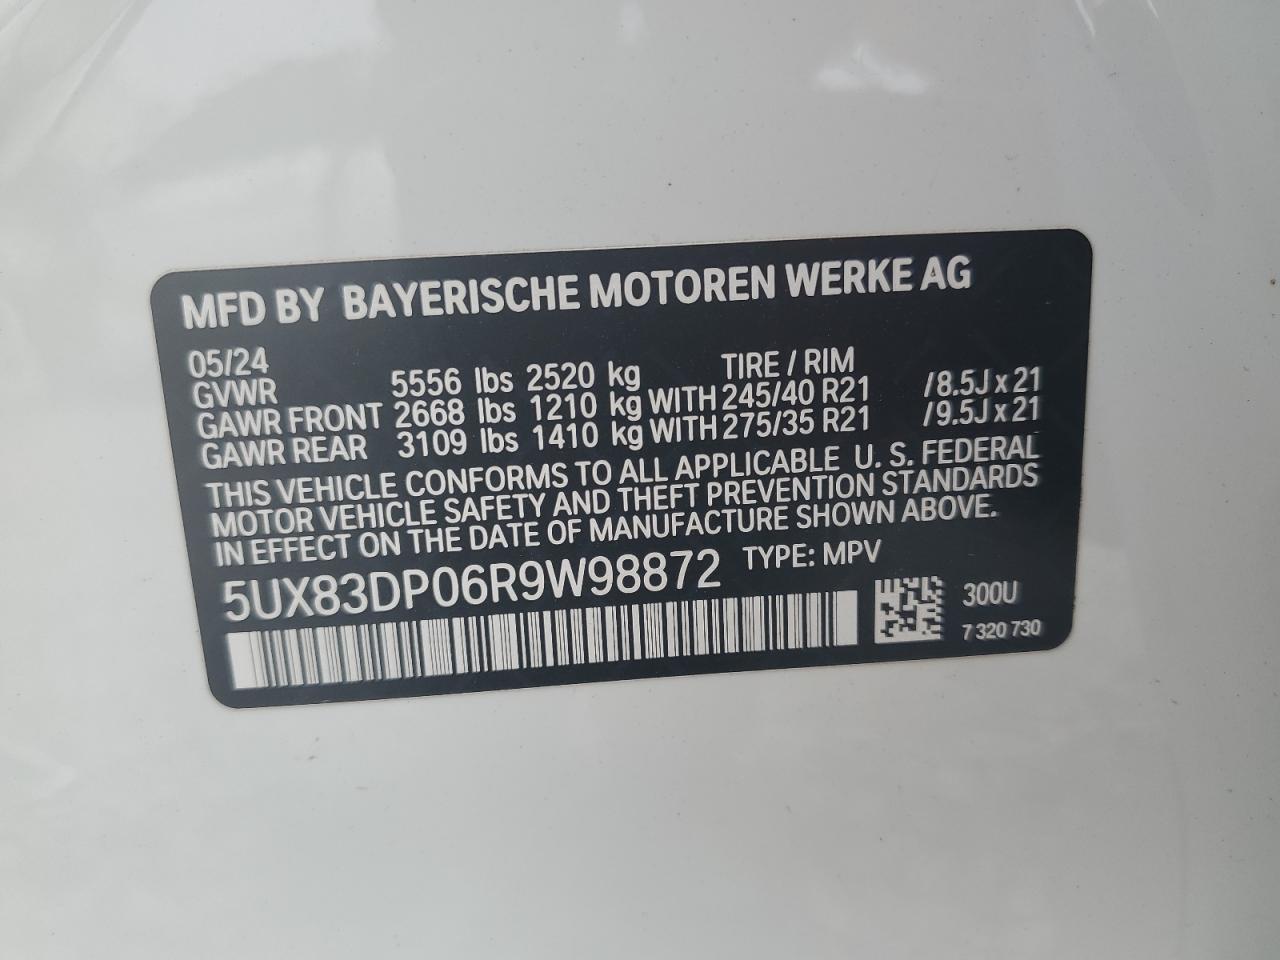 MFD BY BAYERISCHE MOTOREN WERKE AG
05/24
TIRE / RIM
GVWR 5556 lbs 2520 kg
GAWR FRONT 2668 lbs 1210 kg WITH 245/40 R21 /8.5J x 21
GAWR REAR 3109 lbs 1410 kg WITH 275/35 R21 /9.5J x 21
THIS VEHICLE CONFORMS TO ALL APPLICABLE U. S. FEDERAL
MOTOR VEHICLE SAFETY AND THEFT PREVENTION STANDARDS
IN EFFECT ON THE DATE OF MANUFACTURE SHOWN ABOVE.
5UX83DP06R9W98872 TYPE: MPV
300U
7 320 730